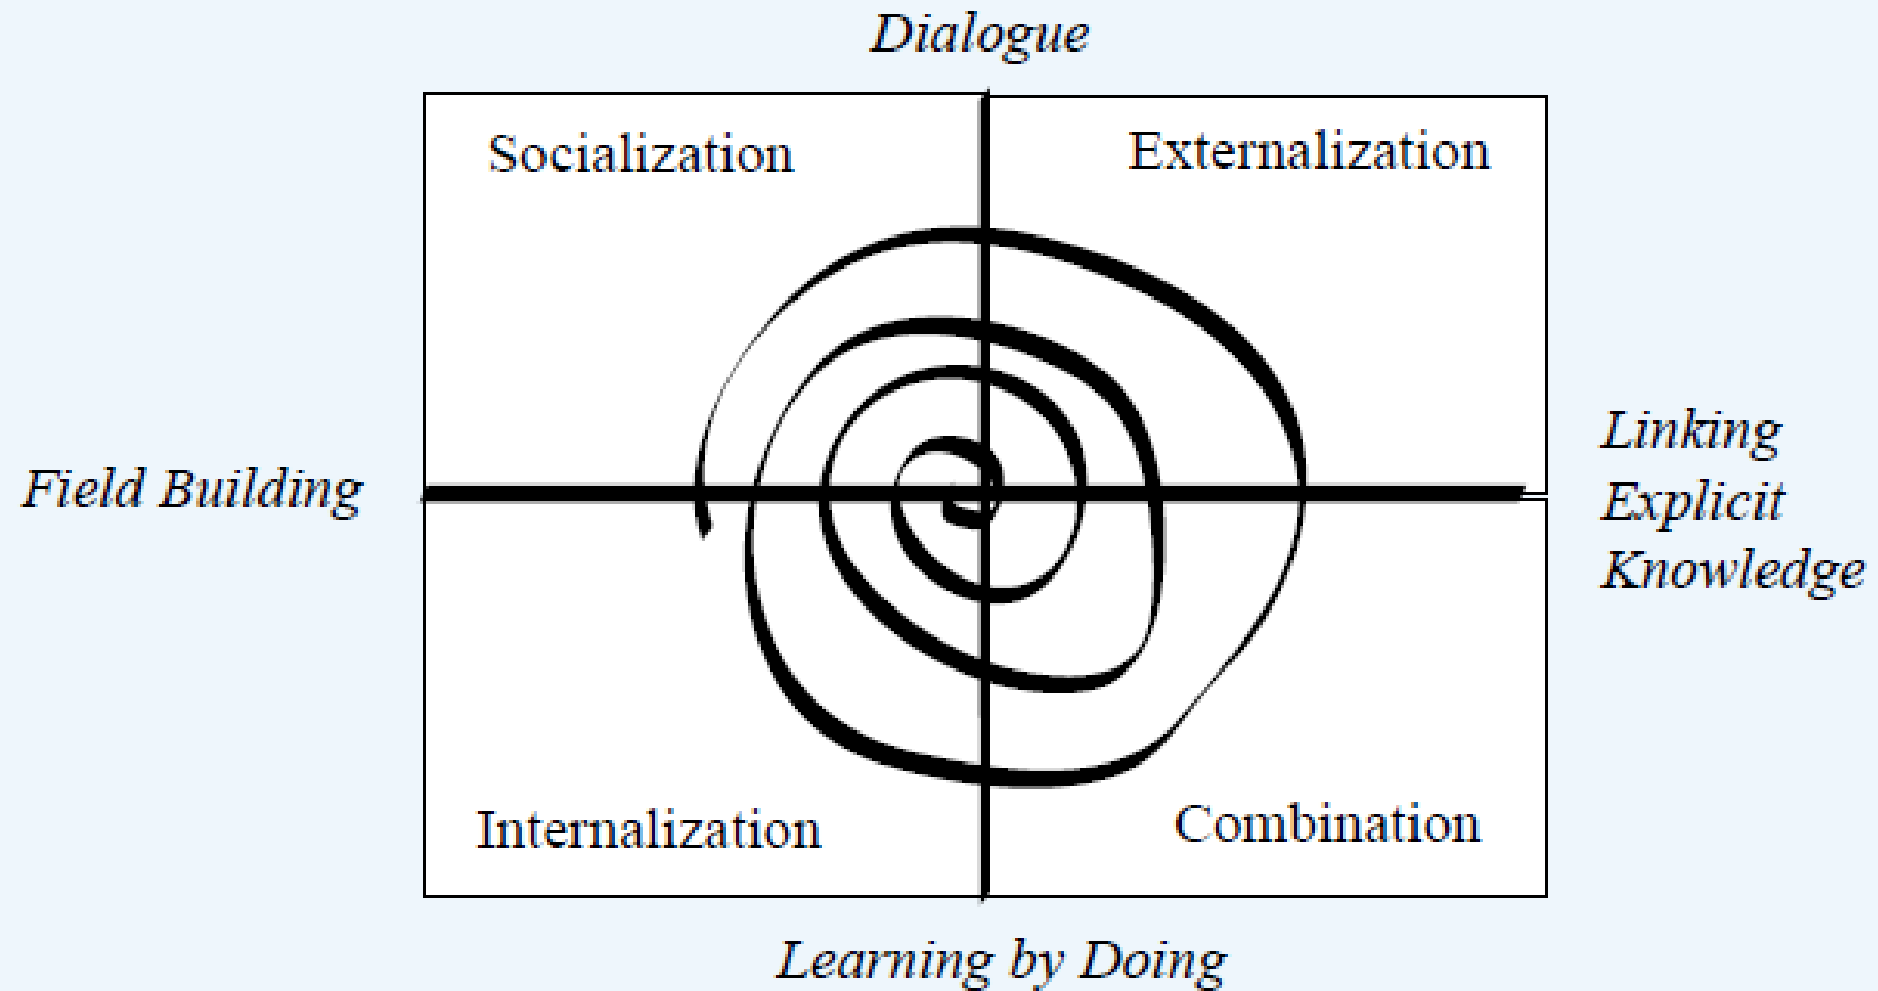 Dialogue
Socialization
Externalization
Field Building
Linking
Explicit
Knowledge
Internalization
Combination
Learning by Doing